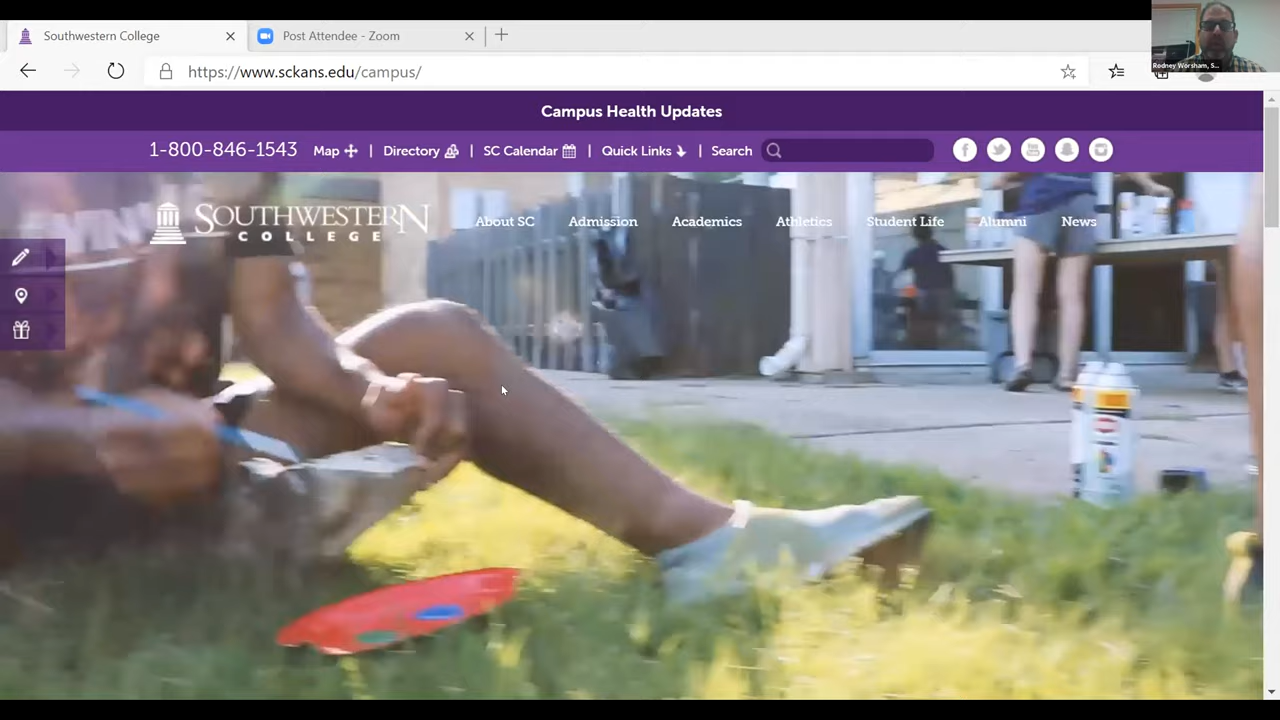 Southwestern College
Post Attendee - Zoom
Rodney Worsham, S...
https://www.sckans.edu/campus/
Campus Health Updates
1-800-846-1543 Map | Directory | SC Calendar | Quick Links | Search
SOUTHWESTERN
COLLEGE
About SC Admission Academics Athletics Student Life Alumni News